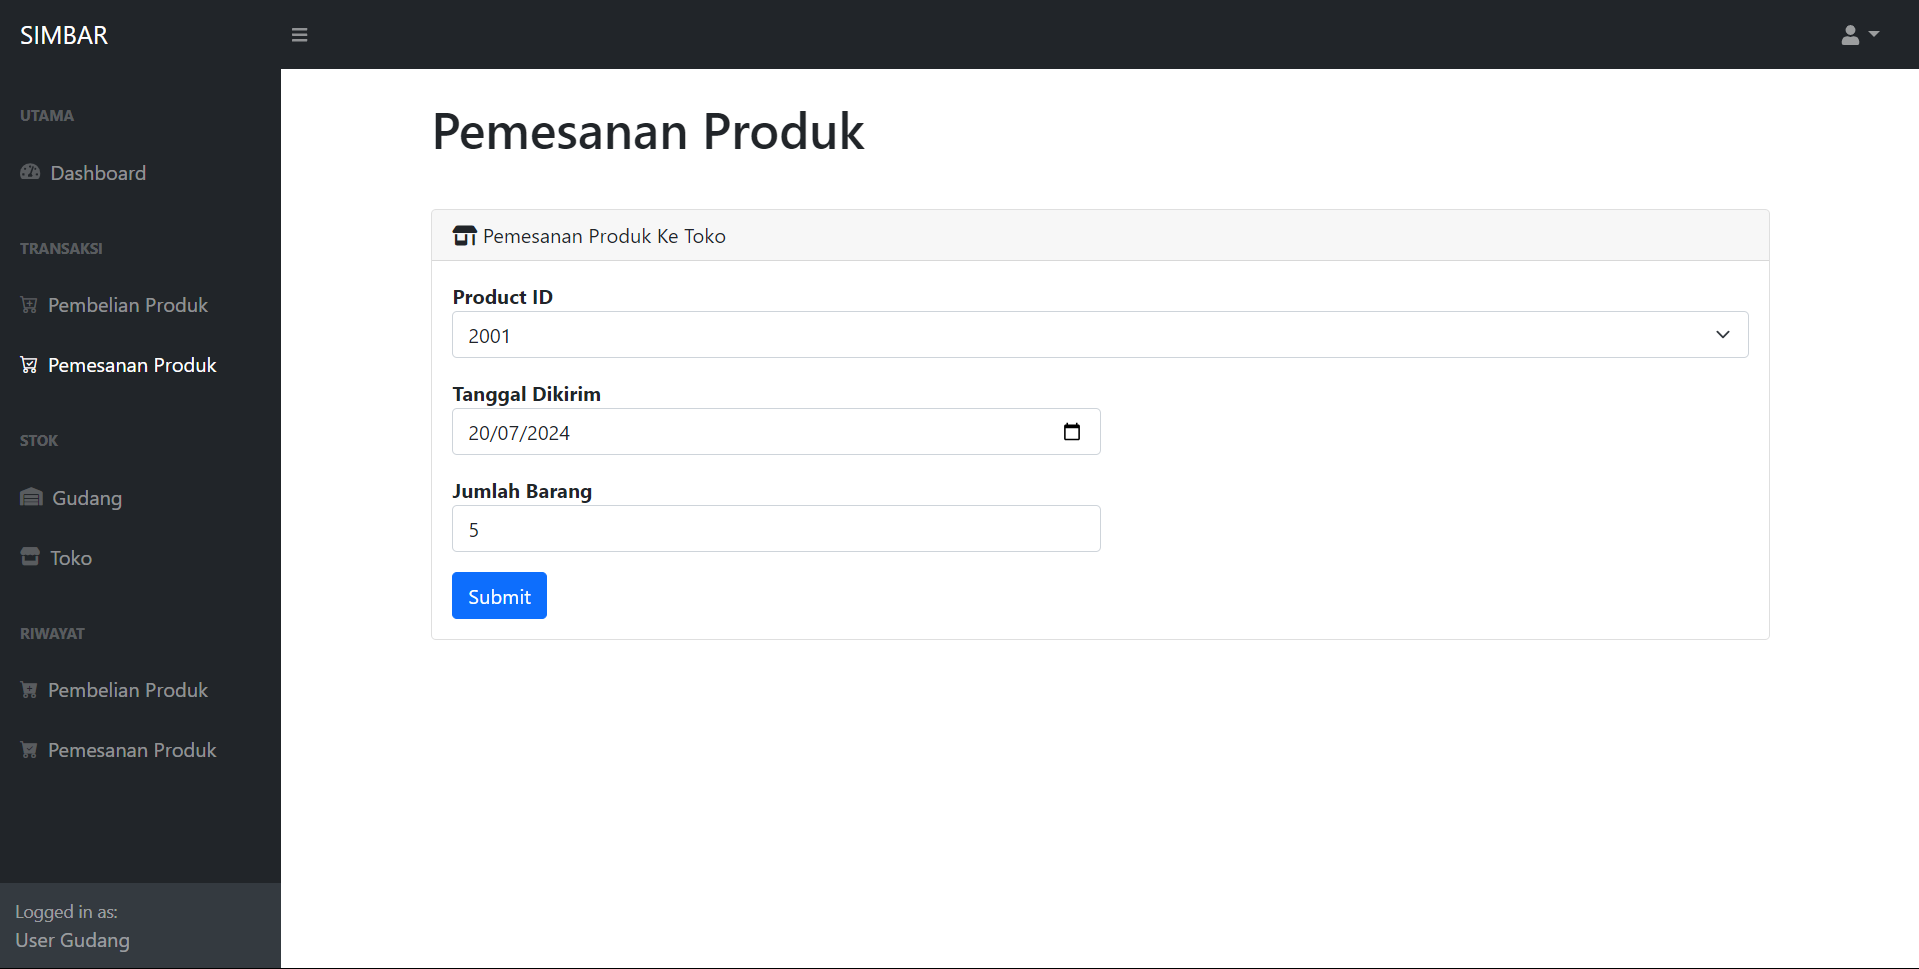 SIMBAR
UTAMA
Dashboard
TRANSAKSI
Pembelian Produk
Pemesanan Produk
STOK
Gudang
Toko
RIWAYAT
Pembelian Produk
Pemesanan Produk
Logged in as:
User Gudang
Pemesanan Produk
Pemesanan Produk Ke Toko
Product ID
2001
Tanggal Dikirim
20/07/2024
Jumlah Barang
5
Submit